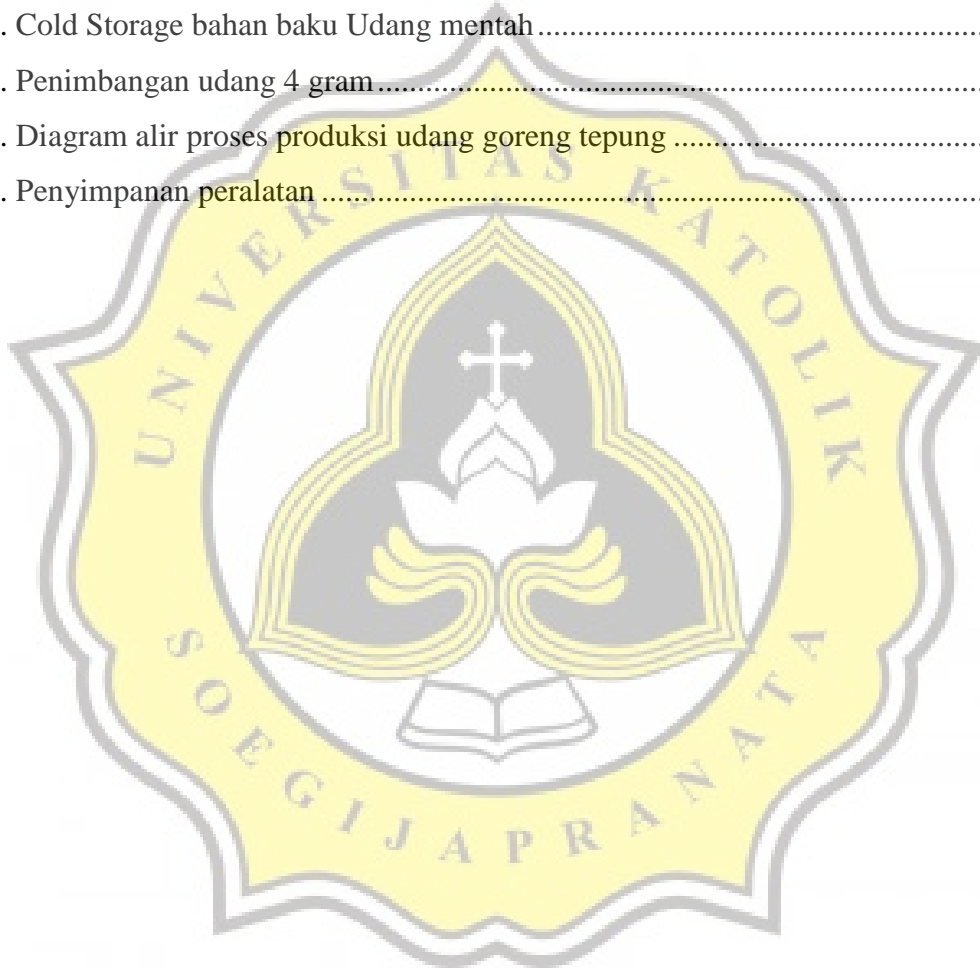 . Cold Storage bahan baku Udang mentah ..........................................................
. Penimbangan udang 4 gram ..............................................................................
. Diagram alir proses produksi udang goreng tepung ........................................
. Penyimpanan peralatan .....................................................................................
UNIVERSITAS KATOLIK
SOEGIJAPRANATA